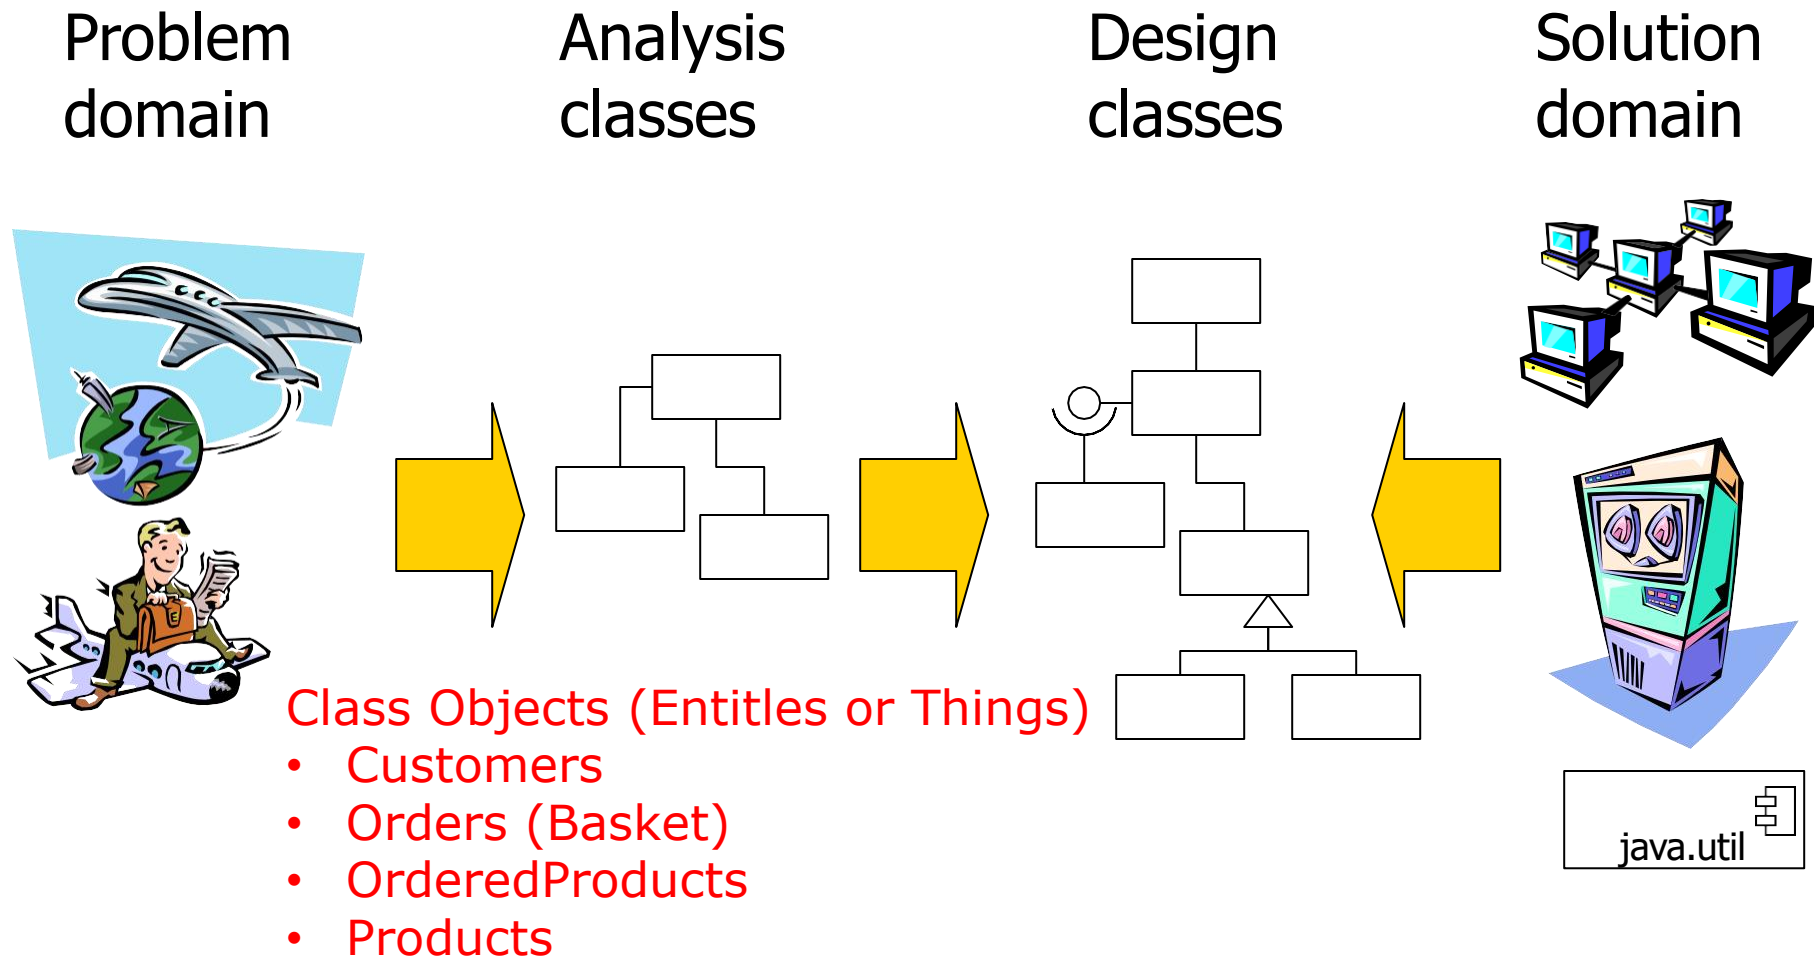 Problem
domain
Analysis
classes
Design
classes
Solution
domain
Class Objects (Entitles or Things)
• Customers
• Orders (Basket)
• OrderedProducts
• Products
java.util